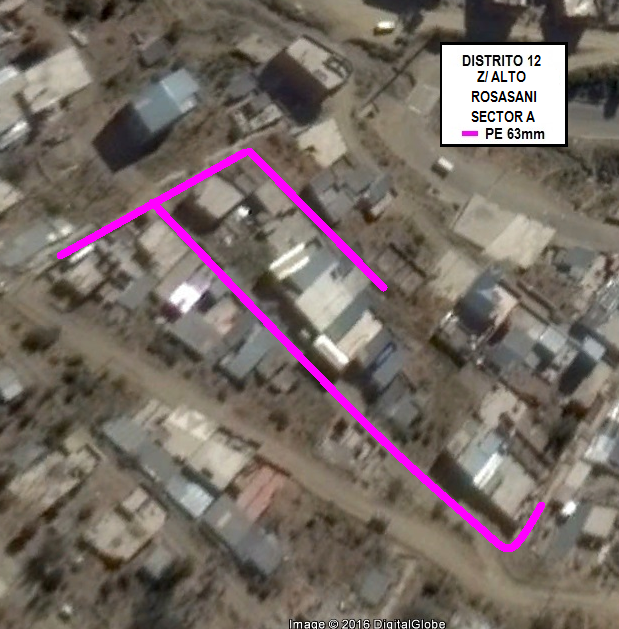 DISTRITO 12
Z/ ALTO
ROSASANI
SECTOR A
PE 63mm
Image © 2016 DigitalGlobe